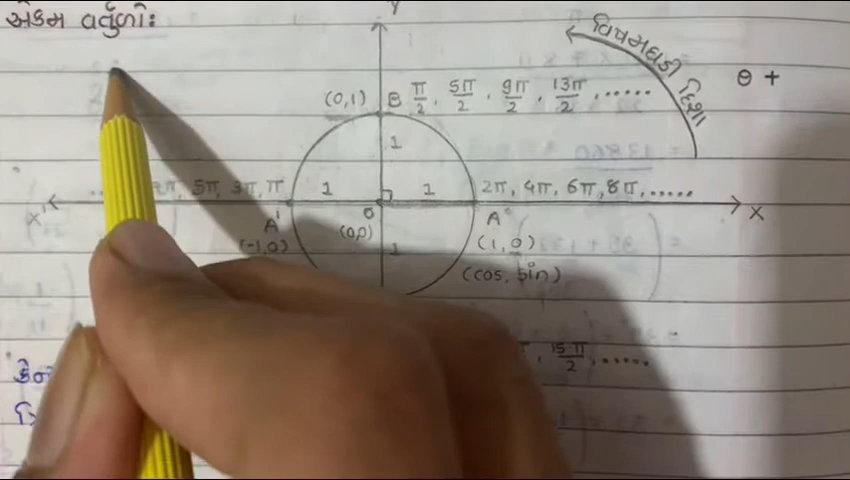 એકમ વર્તુળ:
Y
વિષમઘડી દિશા
θ +
(0,1) B π/2, 5π/2, 9π/2, 13π/2, ......
1
... 7π, 5π, 3π, π 1 1 2π, 4π, 6π, 8π, .....
X' A' O A X
(-1,0) (0,0) 1 (1,0)
(cos, sin)
π, 15π/2, .....